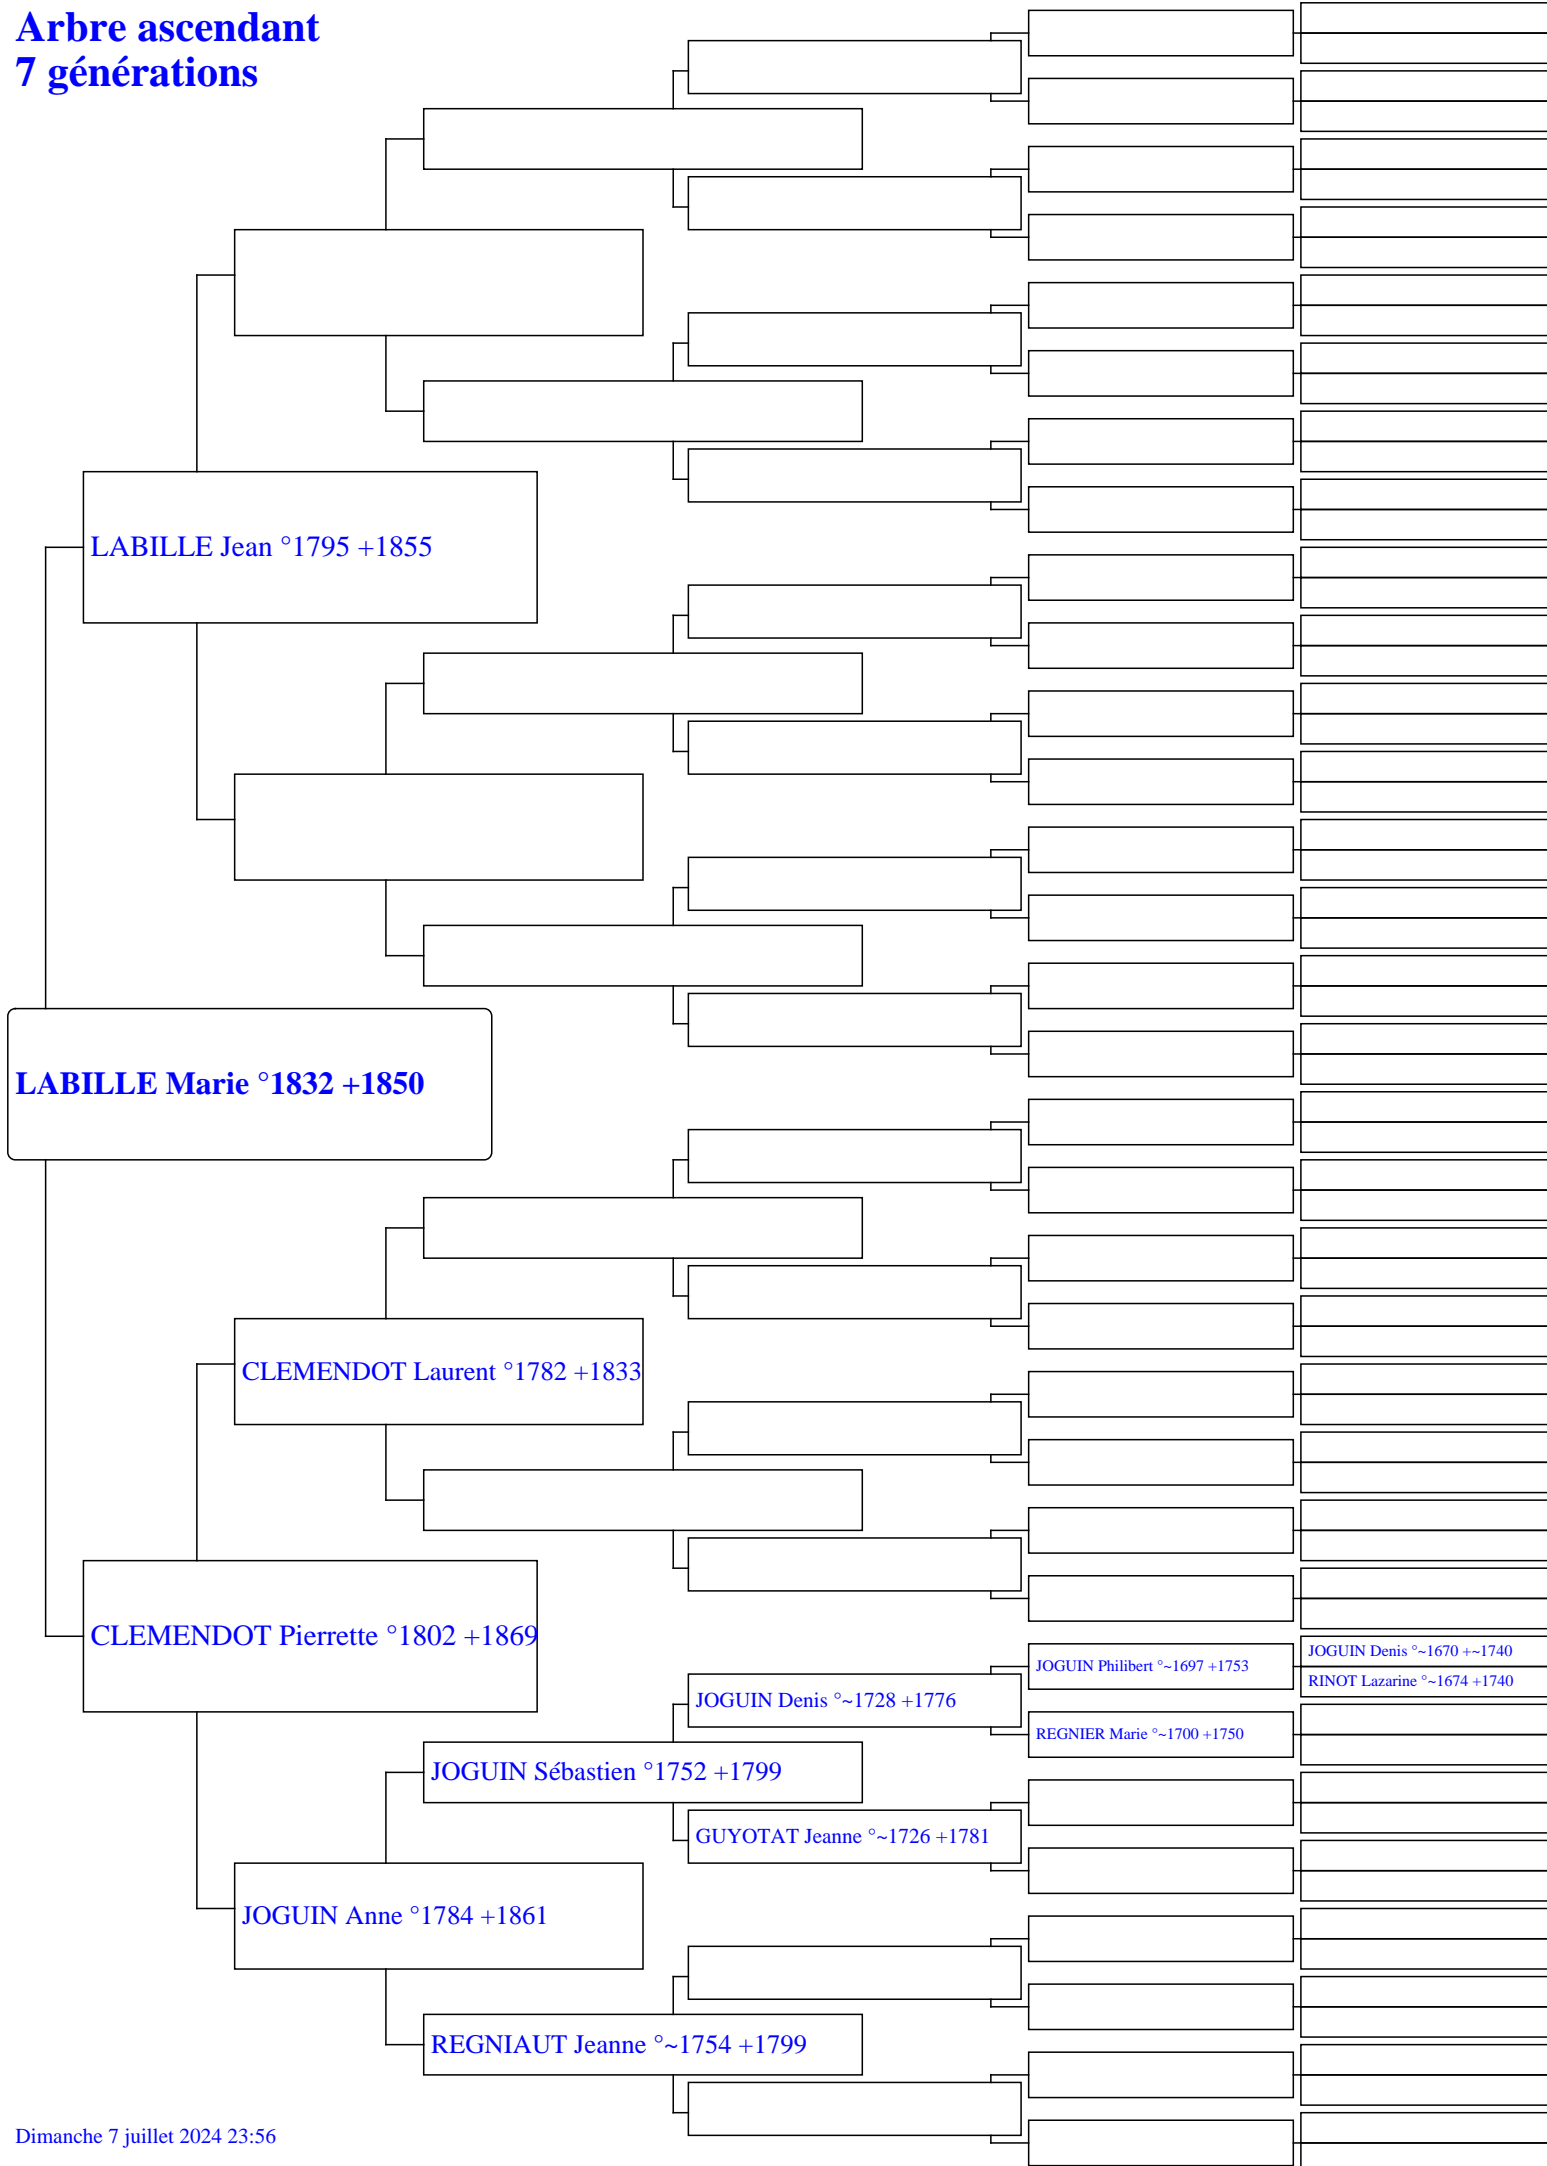 Arbre ascendant
7 générations
LABILLE Jean °1795 +1855
LABILLE Marie °1832 +1850
CLEMENDOT Laurent °1782 +1833
CLEMENDOT Pierrette °1802 +1869
JOGUIN Denis °~1670 +~1740
JOGUIN Philibert °~1697 +1753
RINOT Lazarine °~1674 +1740
JOGUIN Denis °~1728 +1776
REGNIER Marie °~1700 +1750
JOGUIN Sébastien °1752 +1799
GUYOTAT Jeanne °~1726 +1781
JOGUIN Anne °1784 +1861
REGNIAUT Jeanne °~1754 +1799
Dimanche 7 juillet 2024 23:56